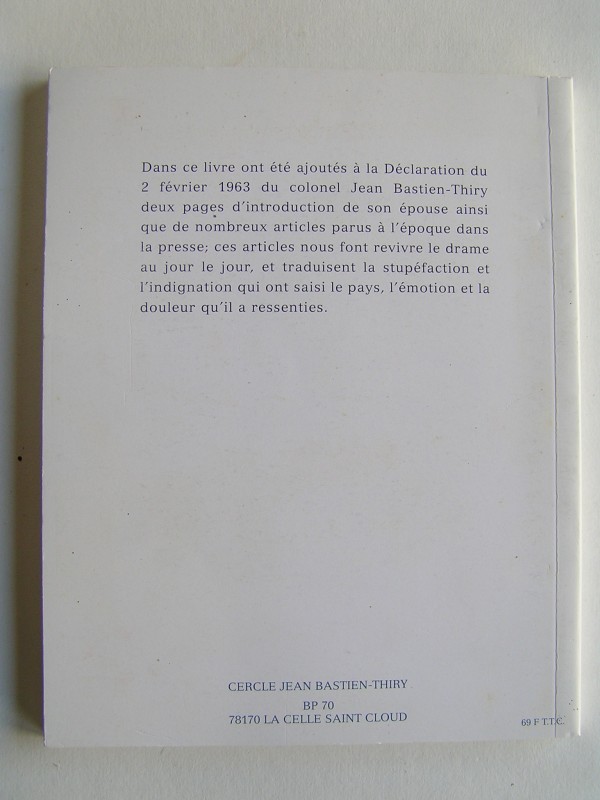 Dans ce livre ont été ajoutés à la Déclaration du
2 février 1963 du colonel Jean Bastien-Thiry
deux pages d'introduction de son épouse ainsi
que de nombreux articles parus à l'époque dans
la presse; ces articles nous font revivre le drame
au jour le jour, et traduisent la stupéfaction et
l'indignation qui ont saisi le pays, l'émotion et la
douleur qu'il a ressenties.
CERCLE JEAN BASTIEN-THIRY
BP 70
78170 LA CELLE SAINT CLOUD
69 F T.T.C.